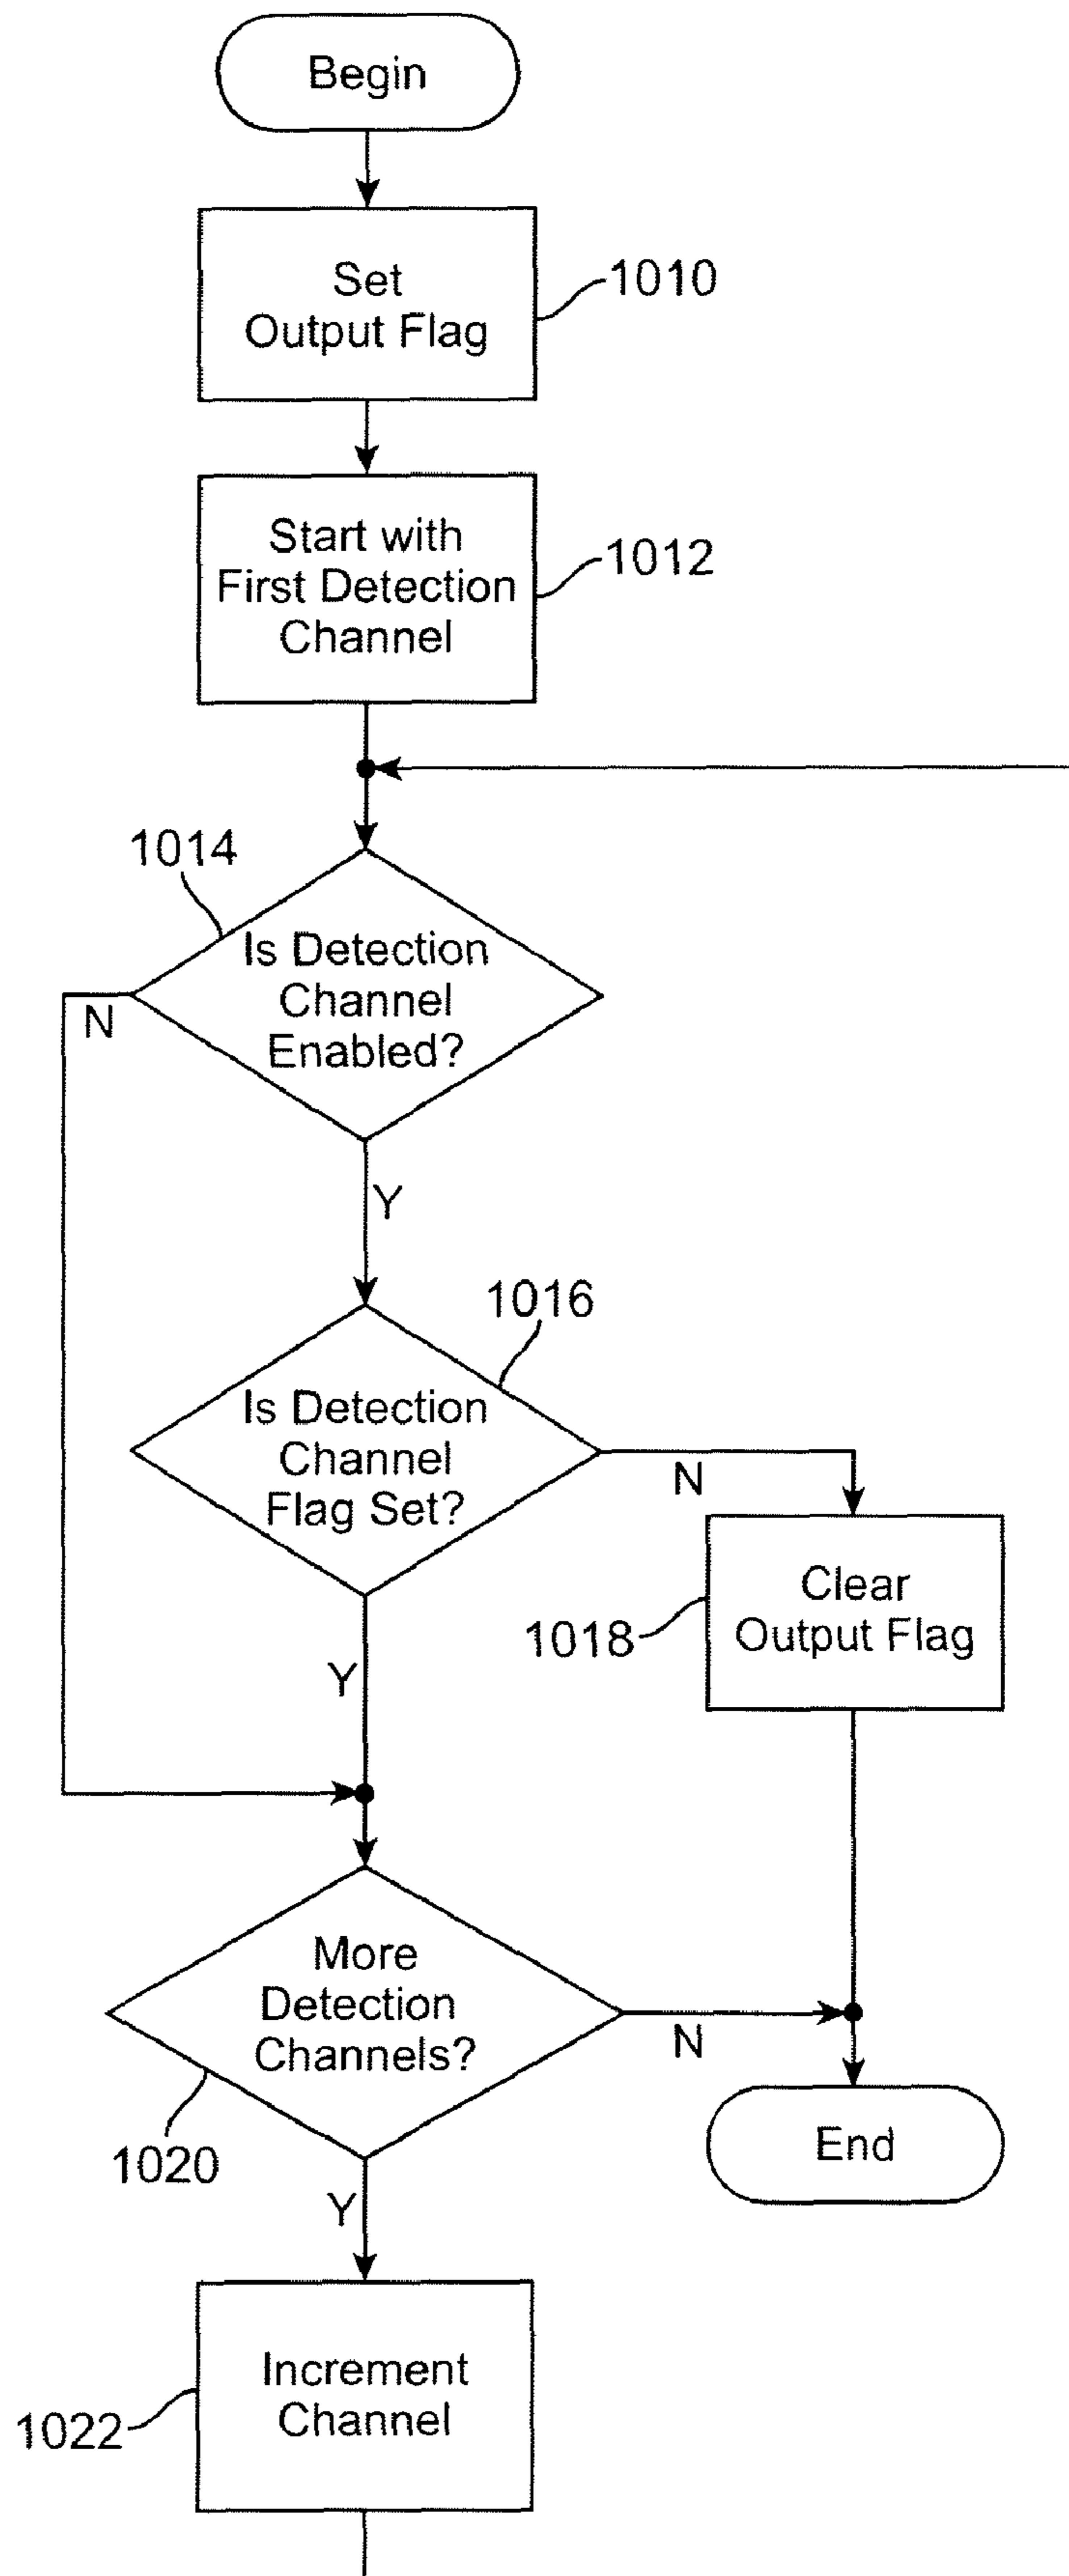 Begin
Set
Output Flag
1010
Start with
First Detection
Channel
1012
1014
Is Detection
Channel
Enabled?
N
Y
1016
Is Detection
Channel
Flag Set?
N
Clear
Output Flag
1018
Y
More
Detection
Channels?
N
1020
End
Y
Increment
Channel
1022